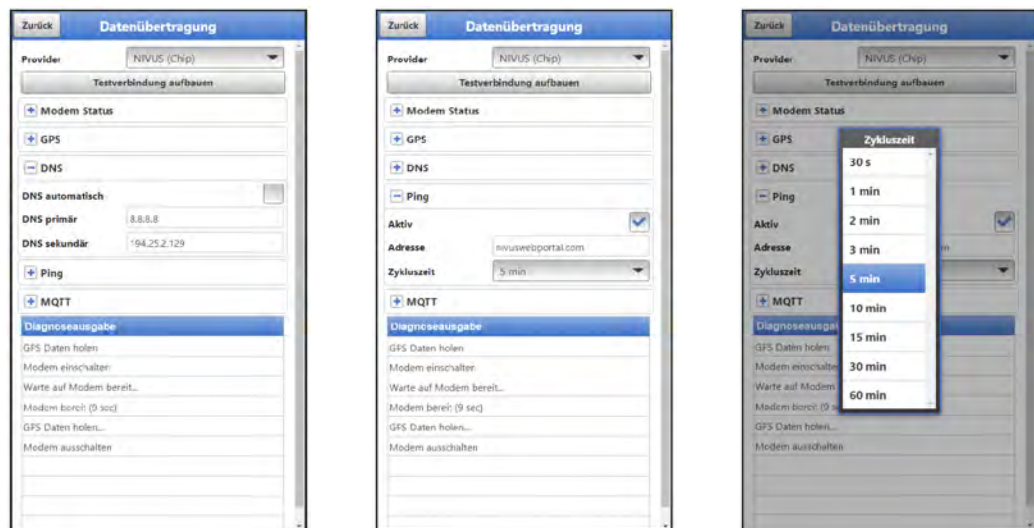 Zurück Datenübertragung
Provider NIVUS (Chip)
Testverbindung aufbauen
Modem Status
GPS
DNS
DNS automatisch
DNS primär 8.8.8.8
DNS sekundär 194.25.2.129
Ping
MQTT
Diagnoseausgabe
GPS Daten holen
Modem einschalten
Warte auf Modem bereit...
Modem bereit (9 sec)
GPS Daten holen...
Modem ausschalten
Zurück Datenübertragung
Provider NIVUS (Chip)
Testverbindung aufbauen
Modem Status
GPS
DNS
Ping
Aktiv
Adresse nivuswebportal.com
Zykluszeit 5 min
MQTT
Diagnoseausgabe
GPS Daten holen
Modem einschalten
Warte auf Modem bereit...
Modem bereit (9 sec)
GPS Daten holen...
Modem ausschalten
Zurück Datenübertragung
Provider NIVUS (Chip)
Testverbindung aufbauen
Modem Status
GPS
DNS
Ping
Aktiv
Adresse
Zykluszeit
MQTT
Zykluszeit
30 s
1 min
2 min
3 min
5 min
10 min
15 min
30 min
60 min
GPS Daten holen
Modem einschalten
Warte auf Modem
Modem
GPS Daten holen...
Modem ausschalten